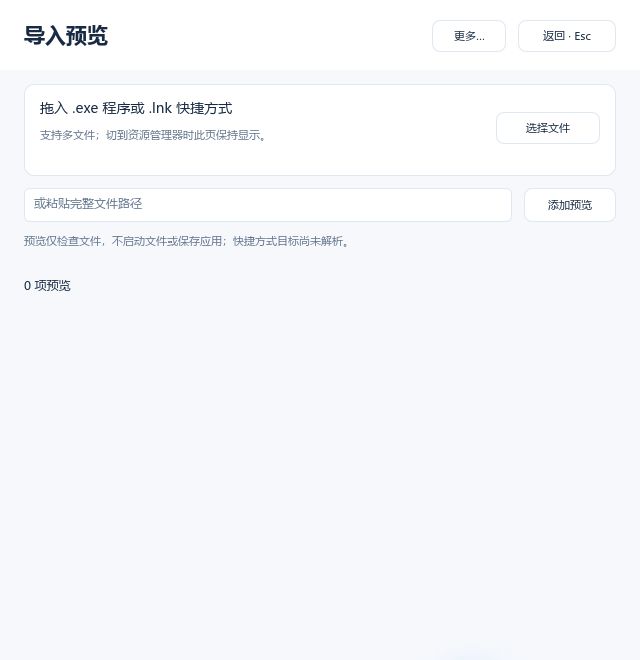 导入预览
更多...
返回 · Esc
拖入 .exe 程序或 .lnk 快捷方式
支持多文件；切到资源管理器时此页保持显示。
选择文件
或粘贴完整文件路径
添加预览
预览仅检查文件，不启动文件或保存应用；快捷方式目标尚未解析。
0 项预览